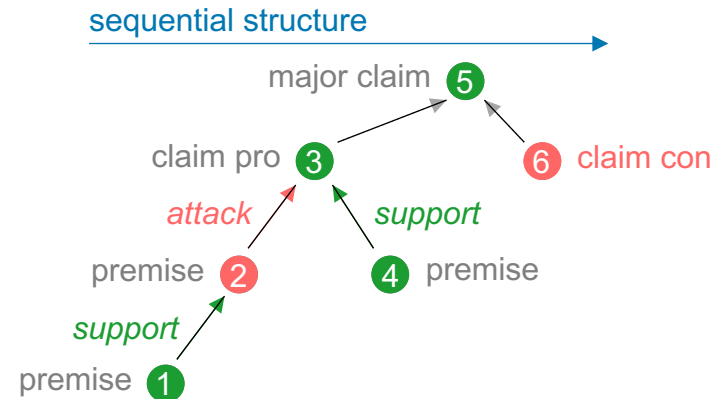 sequential structure
major claim 5
claim pro 3 6 claim con
attack support
premise 2 4 premise
support
premise 1